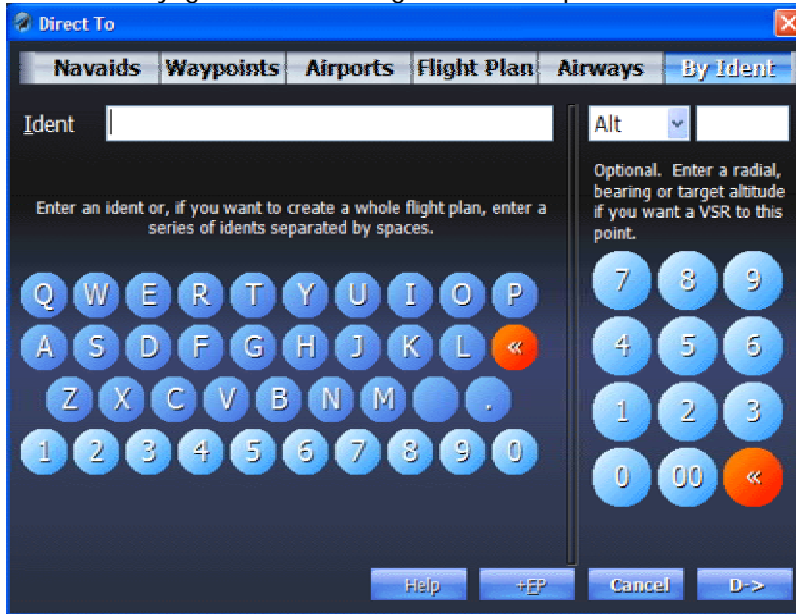 Direct To
Navaids Waypoints Airports Flight Plan Airways By Ident
Ident
Alt
Optional. Enter a radial,
bearing or target altitude
if you want a VSR to this
point.
Enter an ident or, if you want to create a whole flight plan, enter a
series of idents separated by spaces.
Q W E R T Y U I O P
A S D F G H J K L «
Z X C V B N M .
1 2 3 4 5 6 7 8 9 0
7 8 9
4 5 6
1 2 3
0 00 «
Help +FP Cancel D->